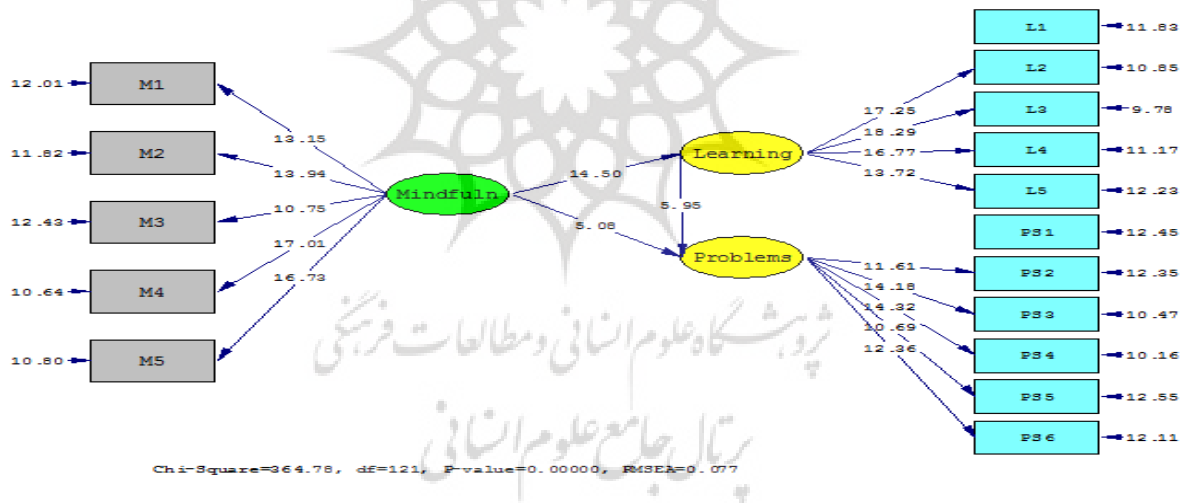 12.01 M1
11.82 M2
12.43 M3
10.64 M4
10.80 M5
13.15
13.94
10.75
17.01
16.73
Mindfuln
14.50
5.08
Learning
5.95
Problems
17.25
18.29
16.77
13.72
11.61
14.18
14.32
10.69
12.36
L1 11.83
L2 10.85
L3 9.78
L4 11.17
L5 12.23
PS1 12.45
PS2 12.35
PS3 10.47
PS4 10.16
PS5 12.55
PS6 12.11
پژوهشگاه علوم انسانی و مطالعات فرهنگی
پرتال جامع علوم انسانی
Chi-Square=364.78, df=121, P-value=0.00000, RMSEA=0.077